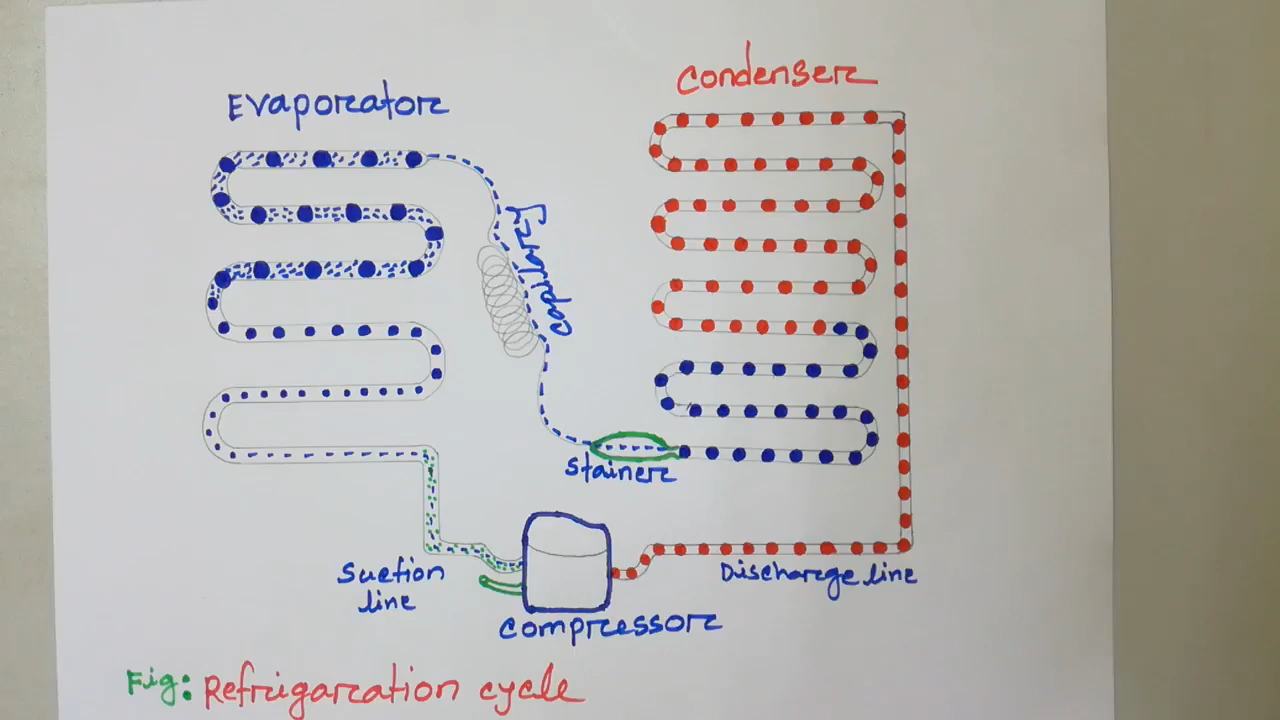 Condenser
Evaporator
Capillary
Stainer
Suction
line
Discharge line
Compressor
Fig: Refrigaration cycle